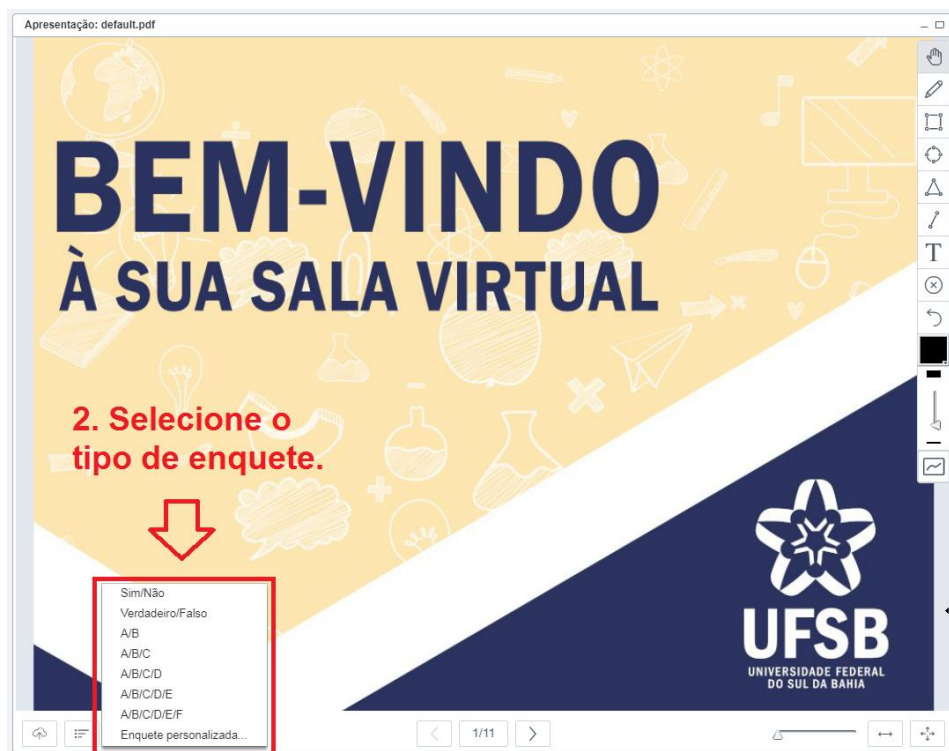 Apresentação: default.pdf
BEM-VINDO
À SUA SALA VIRTUAL
T
2. Selecione o
tipo de enquete.
Sim/Não
Verdadeiro/Falso
A/B
A/B/C
A/B/C/D
A/B/C/D/E
A/B/C/D/E/F
Enquete personalizada...
UFSB
UNIVERSIDADE FEDERAL
DO SUL DA BAHIA
1/11